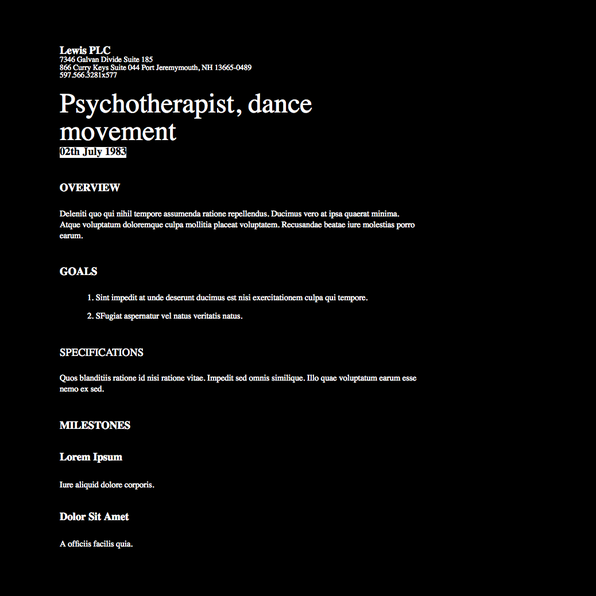 Lewis PLC
7346 Galvan Divide Suite 185
866 Curry Keys Suite 044 Port Jeremymouth, NH 13665-0489
597.566.3281x577
Psychotherapist, dance
movement
02th July 1983
OVERVIEW
Deleniti quo qui nihil tempore assumenda ratione repellendus. Ducimus vero at ipsa quaerat minima.
Atque voluptatum doloremque culpa mollitia placeat voluptatem. Recusandae beatae iure molestias porro
earum.
GOALS
1. Sint impedit at unde deserunt ducimus est nisi exercitationem culpa qui tempore.
2. SFugiat aspernatur vel natus veritatis natus.
SPECIFICATIONS
Quos blanditiis ratione id nisi ratione vitae. Impedit sed omnis similique. Illo quae voluptatum earum esse
nemo ex sed.
MILESTONES
Lorem Ipsum
Iure aliquid dolore corporis.
Dolor Sit Amet
A officiis facilis quia.